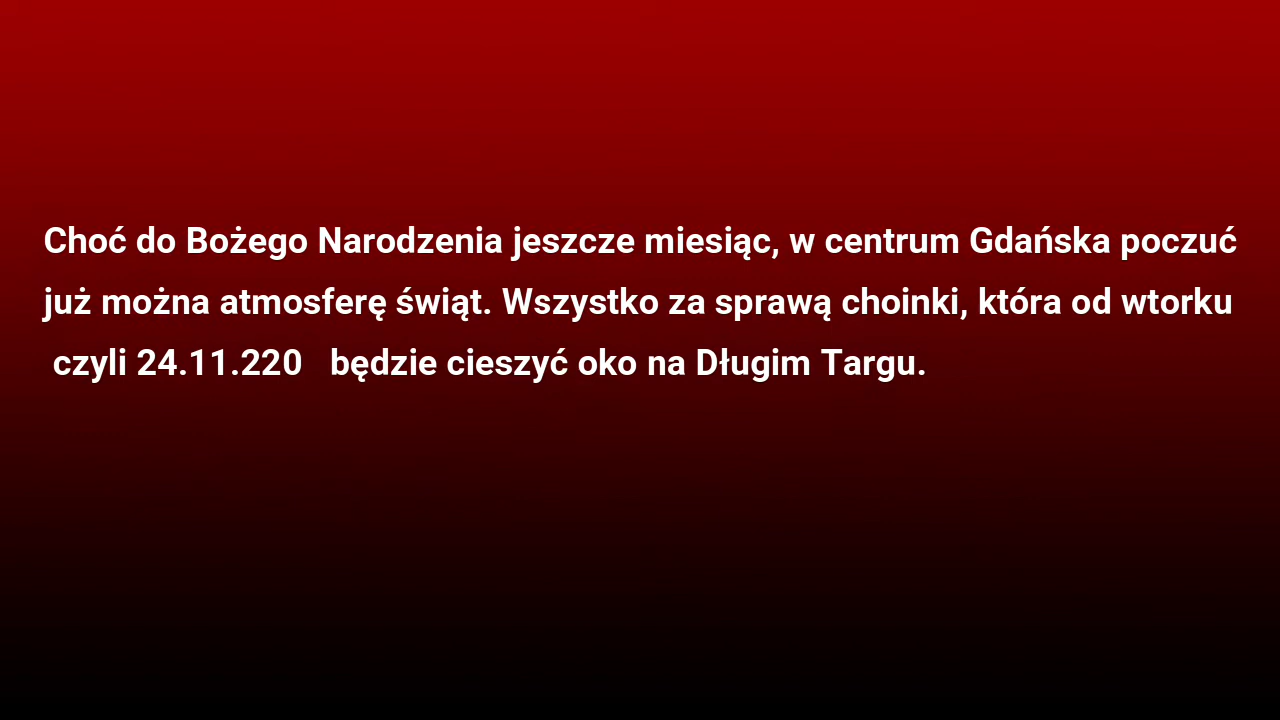 Choć do Bożego Narodzenia jeszcze miesiąc, w centrum Gdańska poczuć
już można atmosferę świąt. Wszystko za sprawą choinki, która od wtorku
czyli 24.11.220 będzie cieszyć oko na Długim Targu.